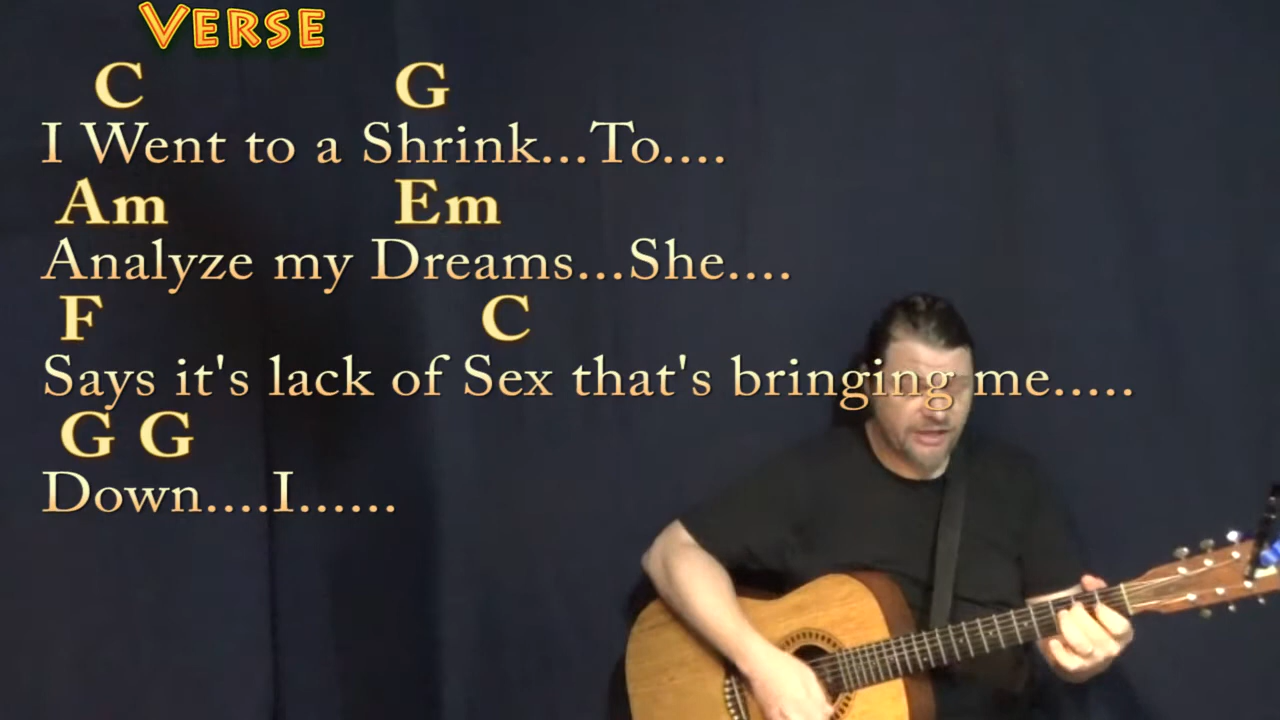 VERSE
C G
I Went to a Shrink...To....
Am Em
Analyze my Dreams...She....
F C
Says it's lack of Sex that's bringing me.....
G G
Down....I......